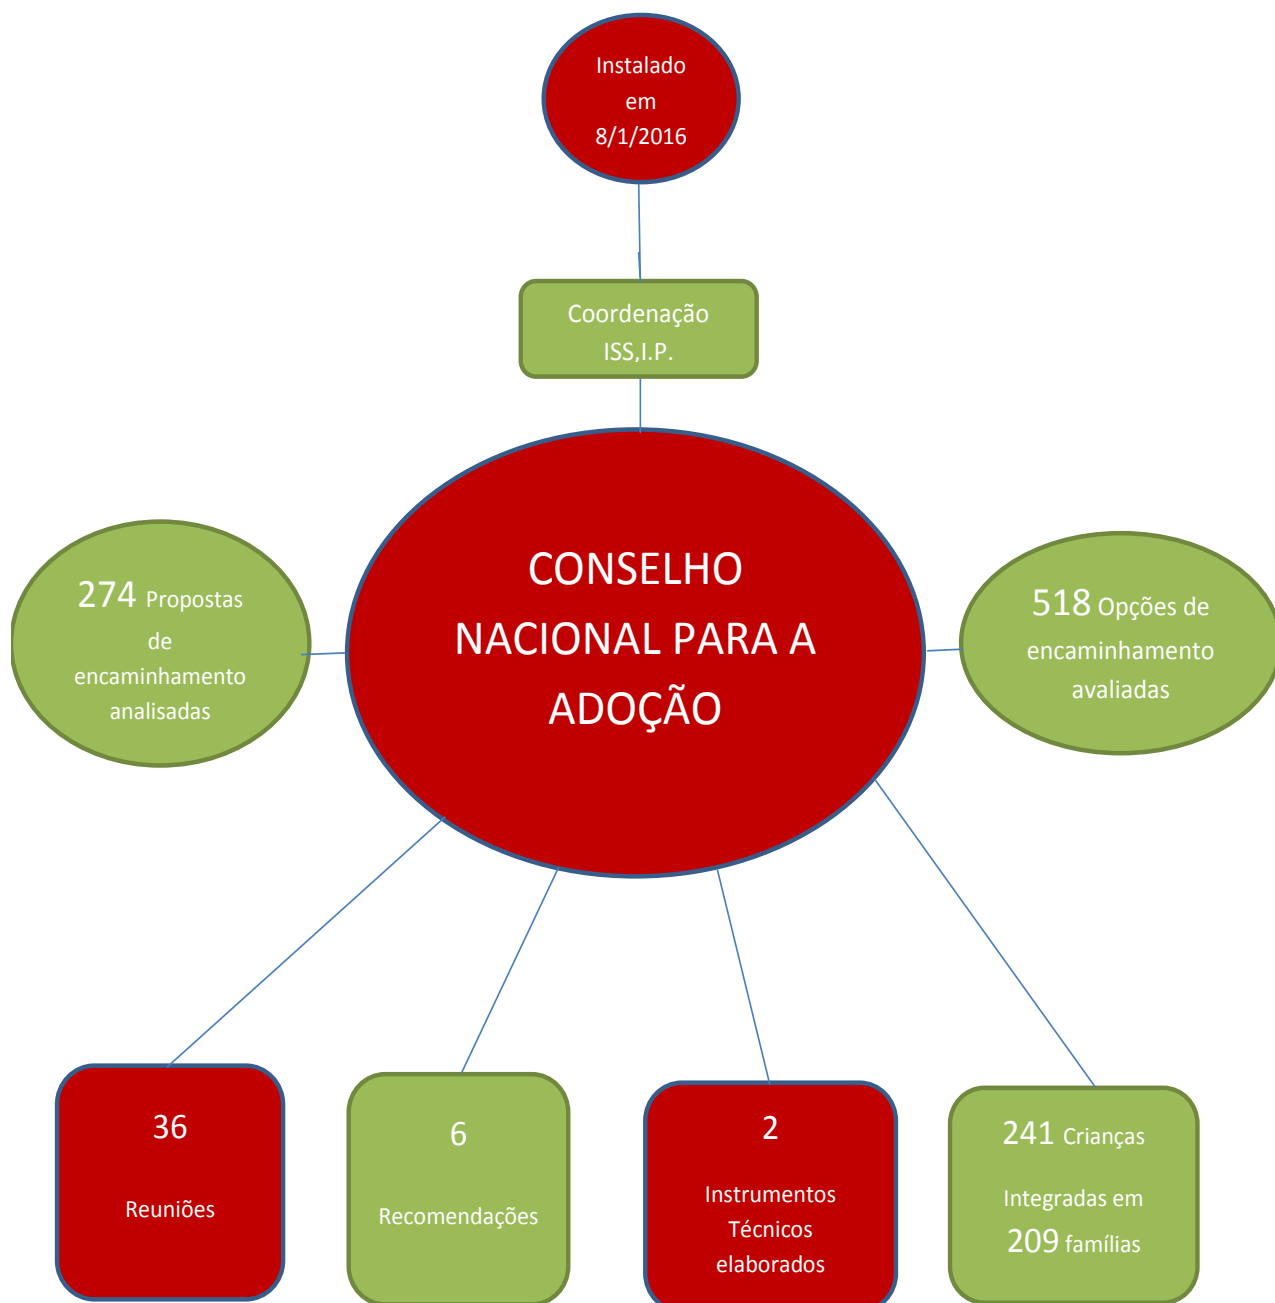 Instalado
em
8/1/2016
Coordenação
ISS,I.P.
CONSELHO
NACIONAL PARA A
ADOÇÃO
274 Propostas
de
encaminhamento
analisadas
518 Opções de
encaminhamento
avaliadas
36
Reuniões
6
Recomendações
2
Instrumentos
Técnicos
elaborados
241 Crianças
Integradas em
209 famílias